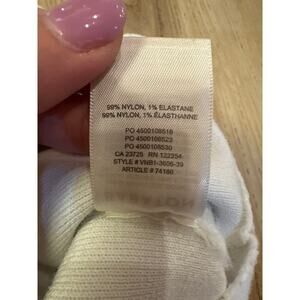 99% NYLON, 1% ELASTANE
99% NYLON, 1% ÉLASTHANNE
PO 4500108518
PO 4500108523
PO 4500108530
CA 23725 RN 122354
STYLE # VNB1-3606-39
ARTICLE # 74180